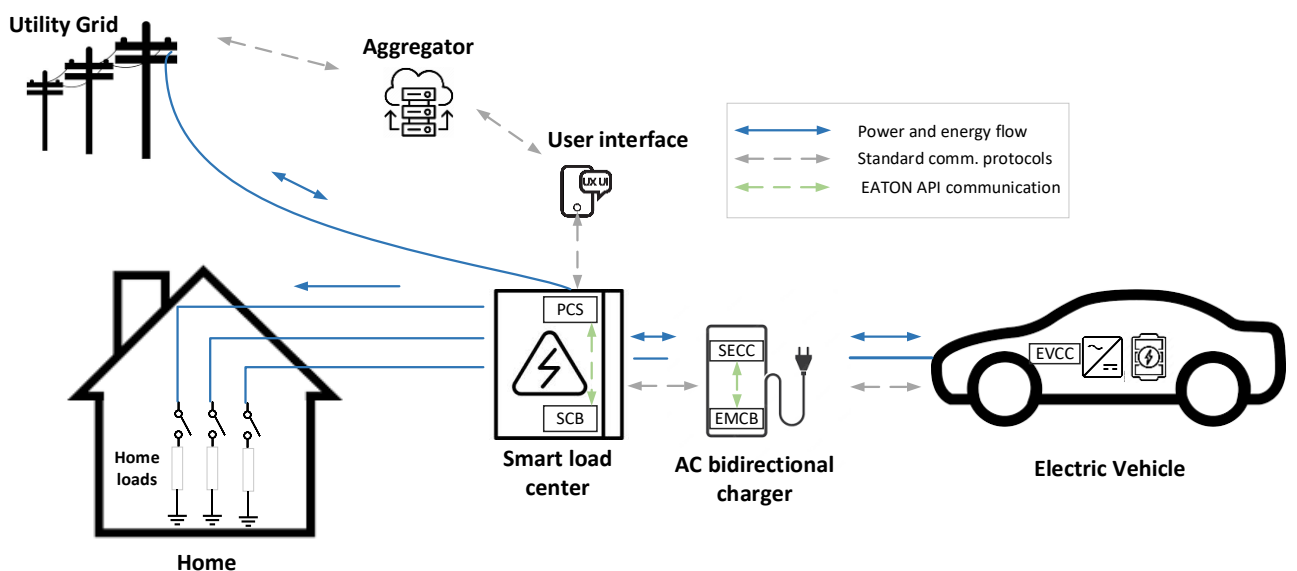 Utility Grid
Aggregator
User interface
UX UI
Power and energy flow
Standard comm. protocols
EATON API communication
PCS
SCB
SECC
EMCB
EVCC
Home
loads
Smart load
center
AC bidirectional
charger
Electric Vehicle
Home